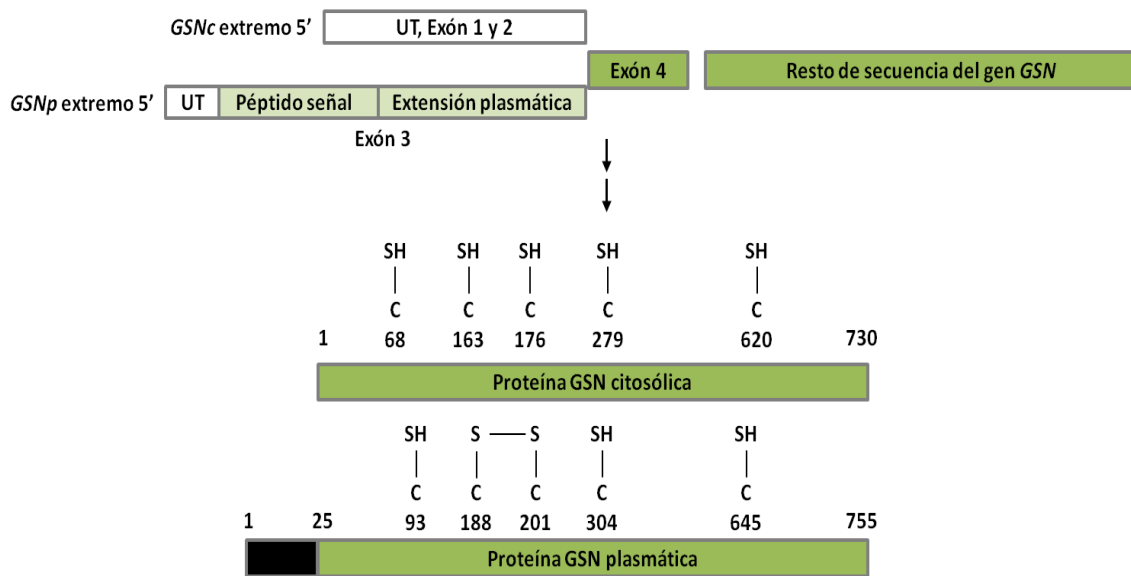 GSNc extremo 5’
UT, Exón 1 y 2
Exón 4
Resto de secuencia del gen GSN
GSNp extremo 5’
UT
Péptido señal
Extensión plasmática
Exón 3
SH SH SH SH SH
C C C C C
1 68 163 176 279 620 730
Proteína GSN citosólica
SH S S SH SH
C C C C C
93 188 201 304 645
1 25 755
Proteína GSN plasmática